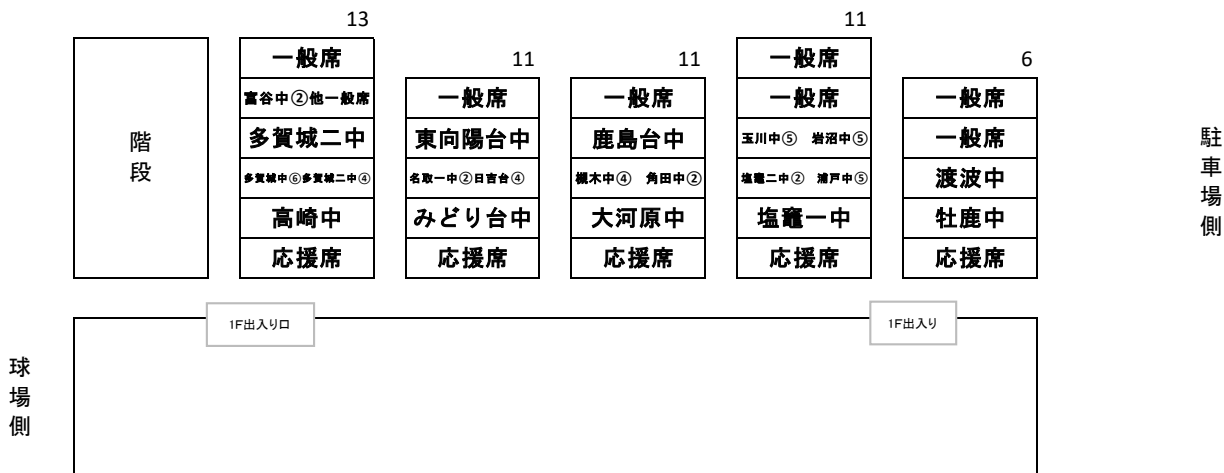 13
11
11
11
6
階段
一般席
富谷中②他一般席
多賀城二中
多賀城中⑥多賀城二中④
高崎中
応援席
一般席
東向陽台中
名取一中②日吉台④
みどり台中
応援席
一般席
鹿島台中
槻木中④ 角田中②
大河原中
応援席
一般席
一般席
玉川中⑤ 岩沼中⑤
塩竈二中② 浦戸中⑤
塩竈一中
応援席
一般席
一般席
渡波中
牡鹿中
応援席
駐車場側
1F出入り口
1F出入り
球場側